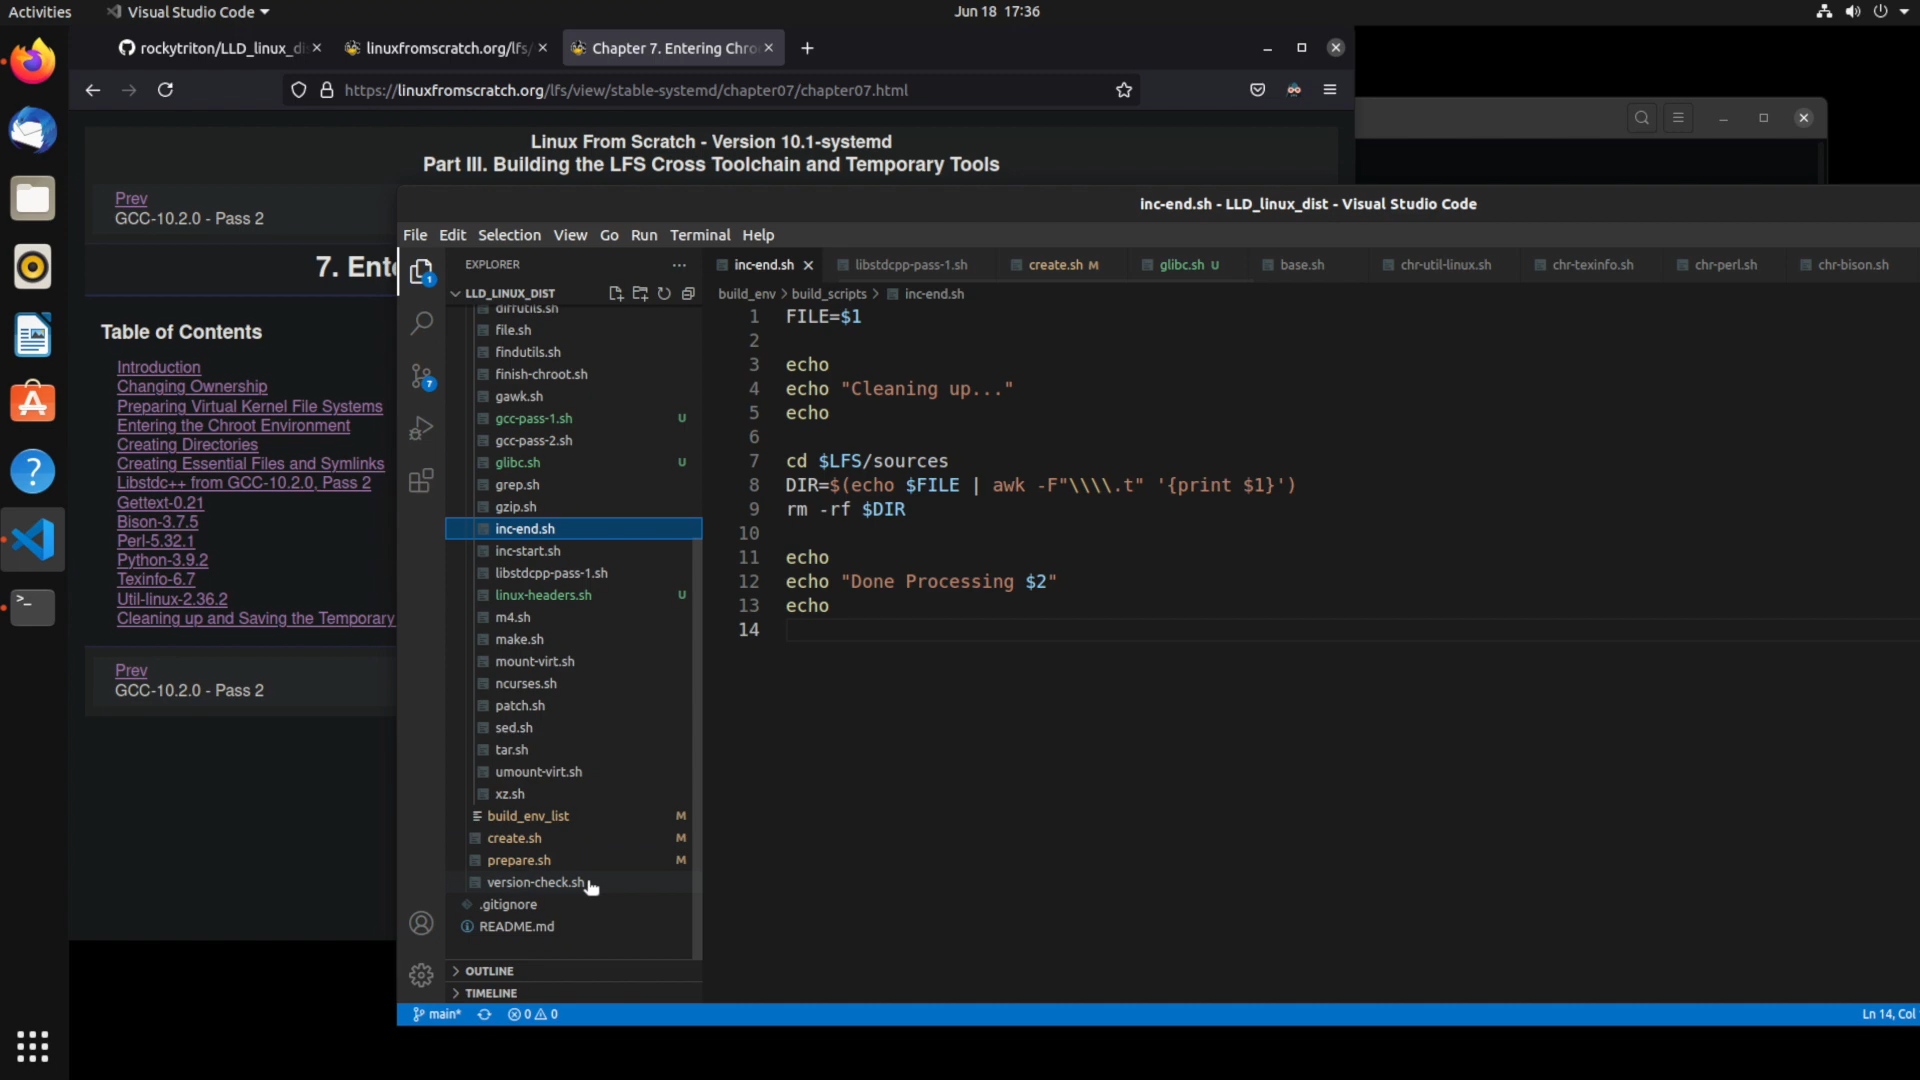 Activities
Visual Studio Code
Jun 18 17:36
rockytriton/LLD_linux_di
linuxfromscratch.org/lfs/
Chapter 7. Entering Chro
https://linuxfromscratch.org/lfs/view/stable-systemd/chapter07/chapter07.html
Linux From Scratch - Version 10.1-systemd
Part III. Building the LFS Cross Toolchain and Temporary Tools
Prev
GCC-10.2.0 - Pass 2
7. Ent
Table of Contents
Introduction
Changing Ownership
Preparing Virtual Kernel File Systems
Entering the Chroot Environment
Creating Directories
Creating Essential Files and Symlinks
Libstdc++ from GCC-10.2.0, Pass 2
Gettext-0.21
Bison-3.7.5
Perl-5.32.1
Python-3.9.2
Texinfo-6.7
Util-linux-2.36.2
Cleaning up and Saving the Temporary
Prev
GCC-10.2.0 - Pass 2
inc-end.sh - LLD_linux_dist - Visual Studio Code
File Edit Selection View Go Run Terminal Help
1
7
EXPLORER
LLD_LINUX_DIST
diffutils.sh
file.sh
findutils.sh
finish-chroot.sh
gawk.sh
gcc-pass-1.sh U
gcc-pass-2.sh
glibc.sh U
grep.sh
gzip.sh
inc-end.sh
inc-start.sh
libstdcpp-pass-1.sh
linux-headers.sh U
m4.sh
make.sh
mount-virt.sh
ncurses.sh
patch.sh
sed.sh
tar.sh
umount-virt.sh
xz.sh
build_env_list M
create.sh M
prepare.sh M
version-check.sh
.gitignore
README.md
OUTLINE
TIMELINE
inc-end.sh
libstdcpp-pass-1.sh
create.sh M
glibc.sh U
base.sh
chr-util-linux.sh
chr-texinfo.sh
chr-perl.sh
chr-bison.sh
build_env > build_scripts > inc-end.sh
1 FILE=$1
2
3 echo
4 echo "Cleaning up..."
5 echo
6
7 cd $LFS/sources
8 DIR=$(echo $FILE | awk -F"\\\\.t" '{print $1}')
9 rm -rf $DIR
10
11 echo
12 echo "Done Processing $2"
13 echo
14
main* 0 0
Ln 14, Col